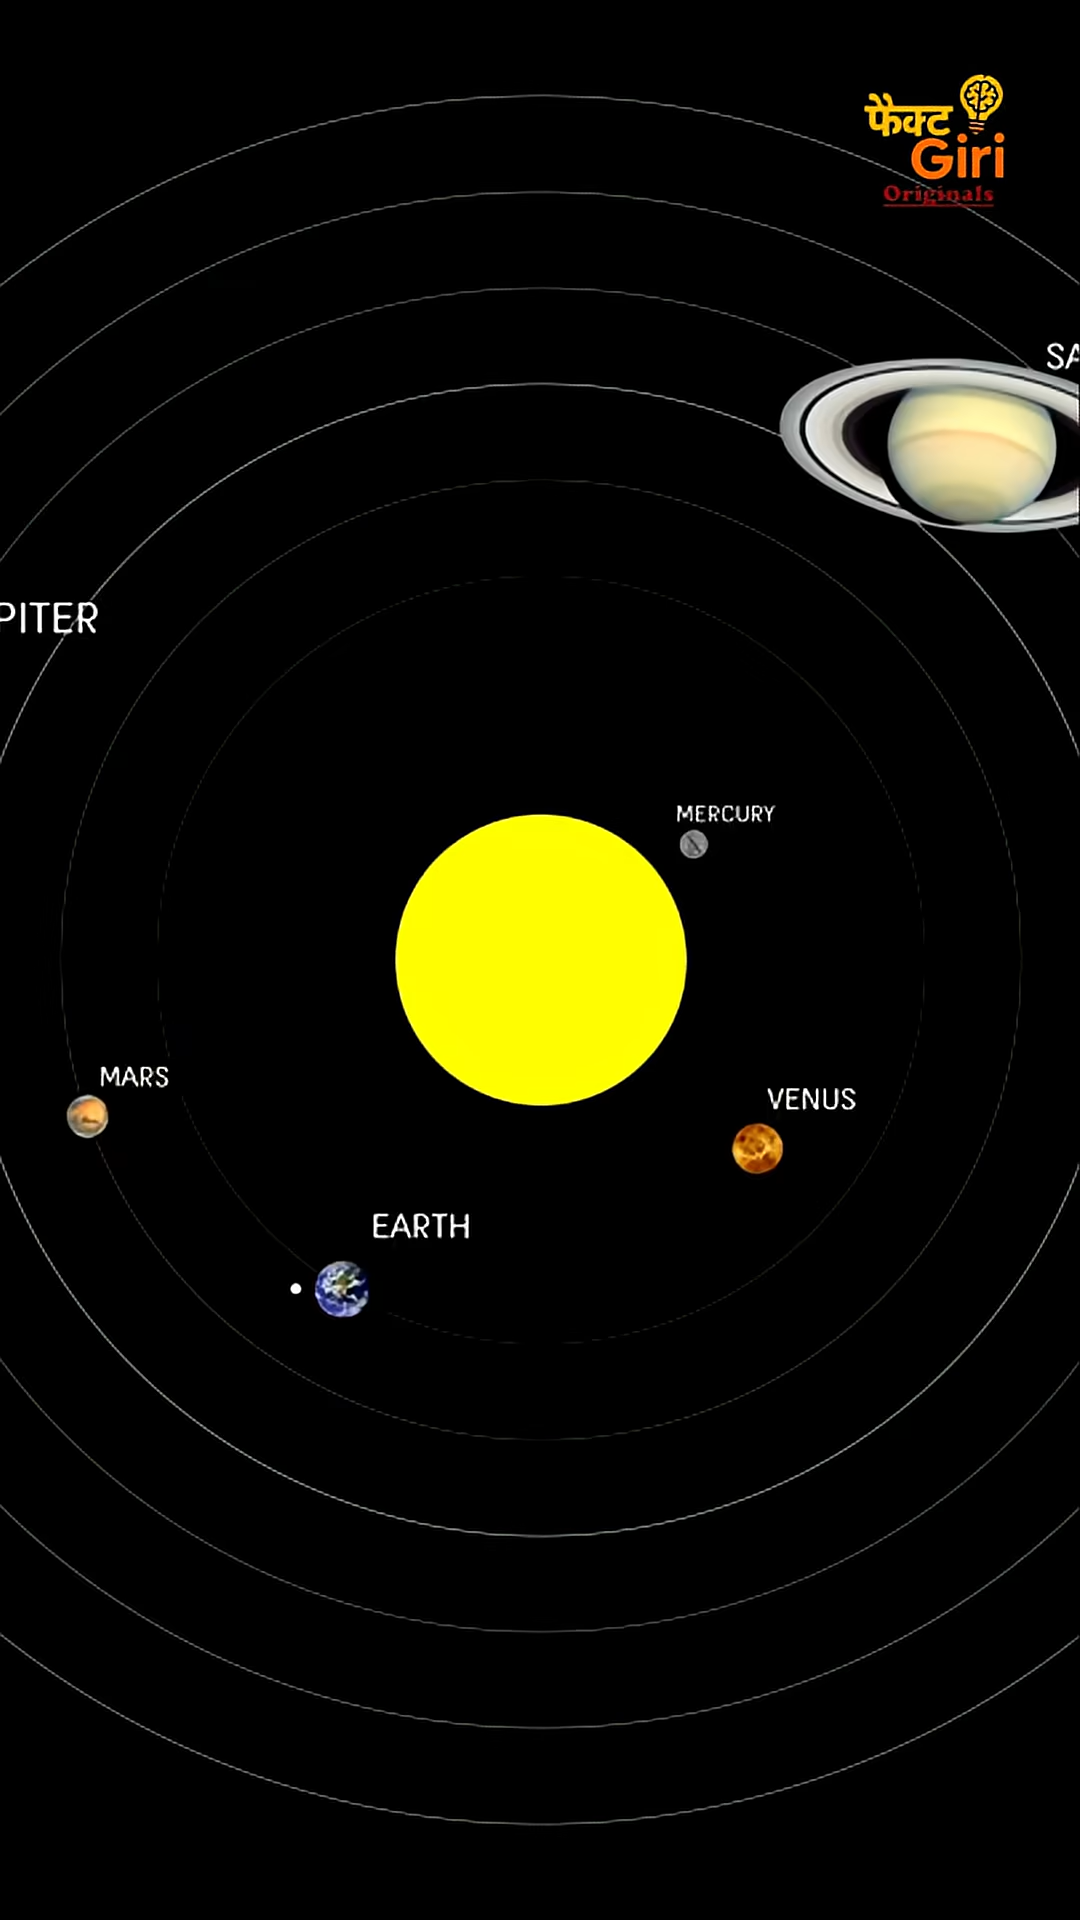 फैक्ट
Giri
Originals
SA
PITER
MERCURY
MARS
VENUS
EARTH